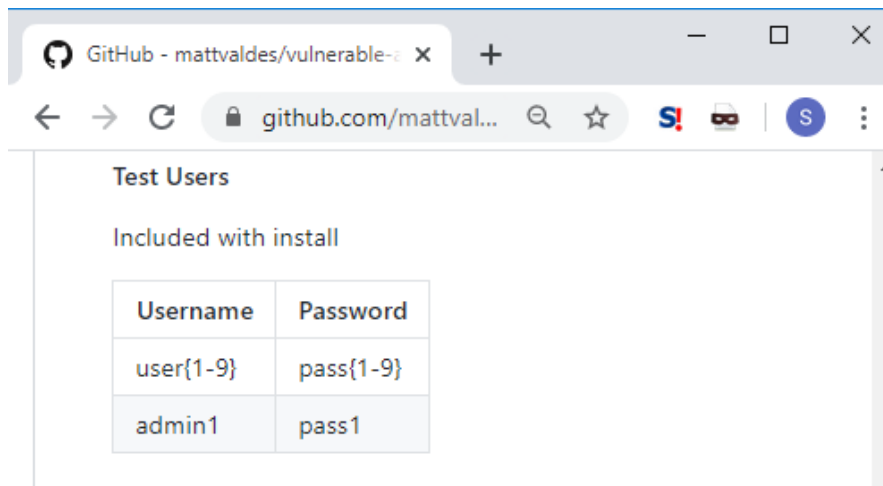 GitHub - mattvaldes/vulnerable-a
github.com/mattval...
S!
S
Test Users
Included with install
Username Password
user{1-9} pass{1-9}
admin1 pass1